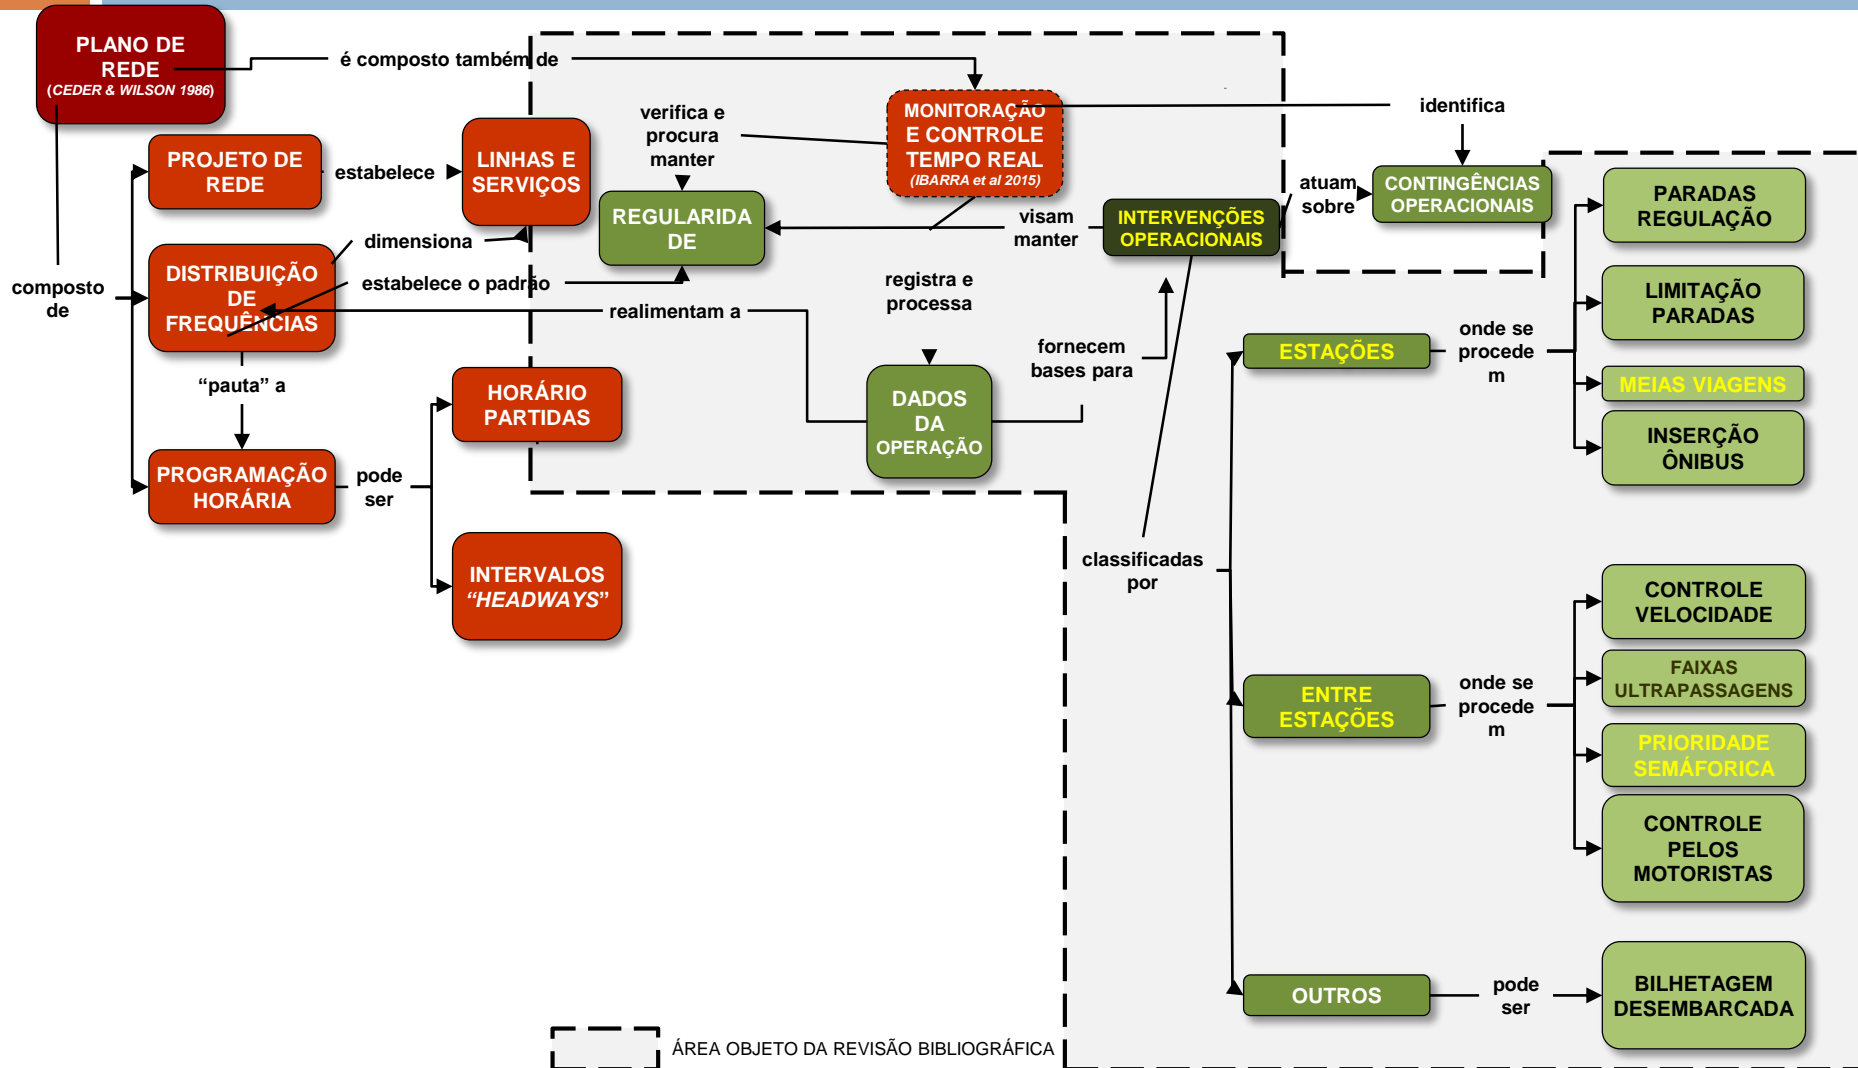 PLANO DE
REDE
(CEDER & WILSON 1986)
é composto também de
MONITORAÇÃO
E CONTROLE
TEMPO REAL
(IBARRA et al 2015)
verifica e
procura
manter
identifica
PROJETO DE
REDE
estabelece
LINHAS E
SERVIÇOS
REGULARIDA
DE
visam
manter
INTERVENÇÕES
OPERACIONAIS
atuam
sobre
CONTINGÊNCIAS
OPERACIONAIS
PARADAS
REGULAÇÃO
dimensiona
composto
de
DISTRIBUIÇÃO
DE
FREQUÊNCIAS
estabelece o padrão
realimentam a
registra e
processa
LIMITAÇÃO
PARADAS
fornecem
bases para
ESTAÇÕES
onde se
procede
m
MEIAS VIAGENS
“pauta” a
HORÁRIO
PARTIDAS
DADOS
DA
OPERAÇÃO
INSERÇÃO
ÔNIBUS
PROGRAMAÇÃO
HORÁRIA
pode
ser
INTERVALOS
“HEADWAYS”
classificadas
por
CONTROLE
VELOCIDADE
FAIXAS
ULTRAPASSAGENS
ENTRE
ESTAÇÕES
onde se
procede
m
PRIORIDADE
SEMÁFORICA
CONTROLE
PELOS
MOTORISTAS
OUTROS
pode
ser
BILHETAGEM
DESEMBARCADA
ÁREA OBJETO DA REVISÃO BIBLIOGRÁFICA